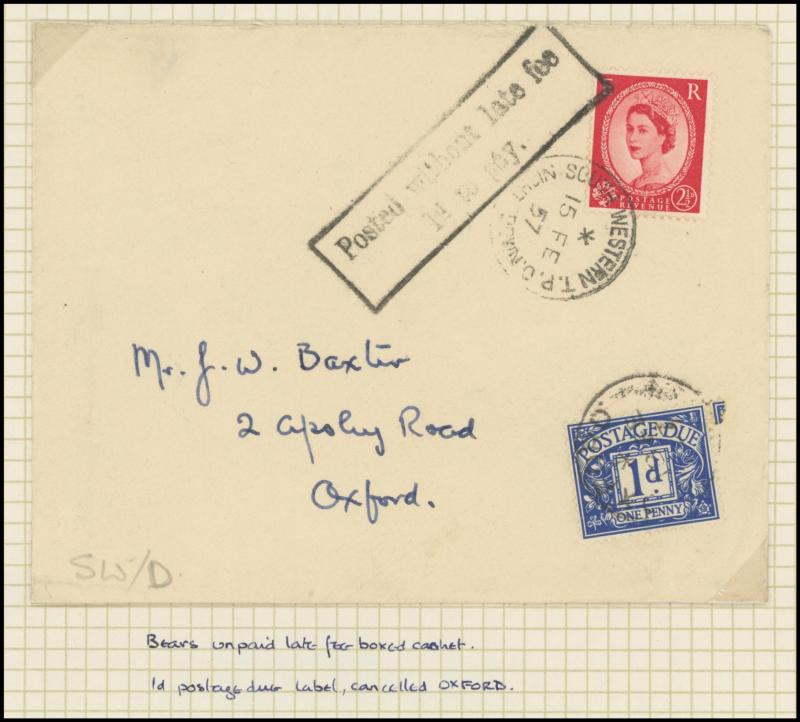 Posted without late fee
1d to pay.
E R
POSTAGE REVENUE 2½D
SOUTH WESTERN T.P.O. NIGHT DOWN
15 FE
57
Mr. J. W. Baxter
2 Apsley Road
Oxford.
POSTAGE DUE
1d
ONE PENNY
SW/D
Bears unpaid late fee boxed cachet.
1d postage due label, cancelled OXFORD.